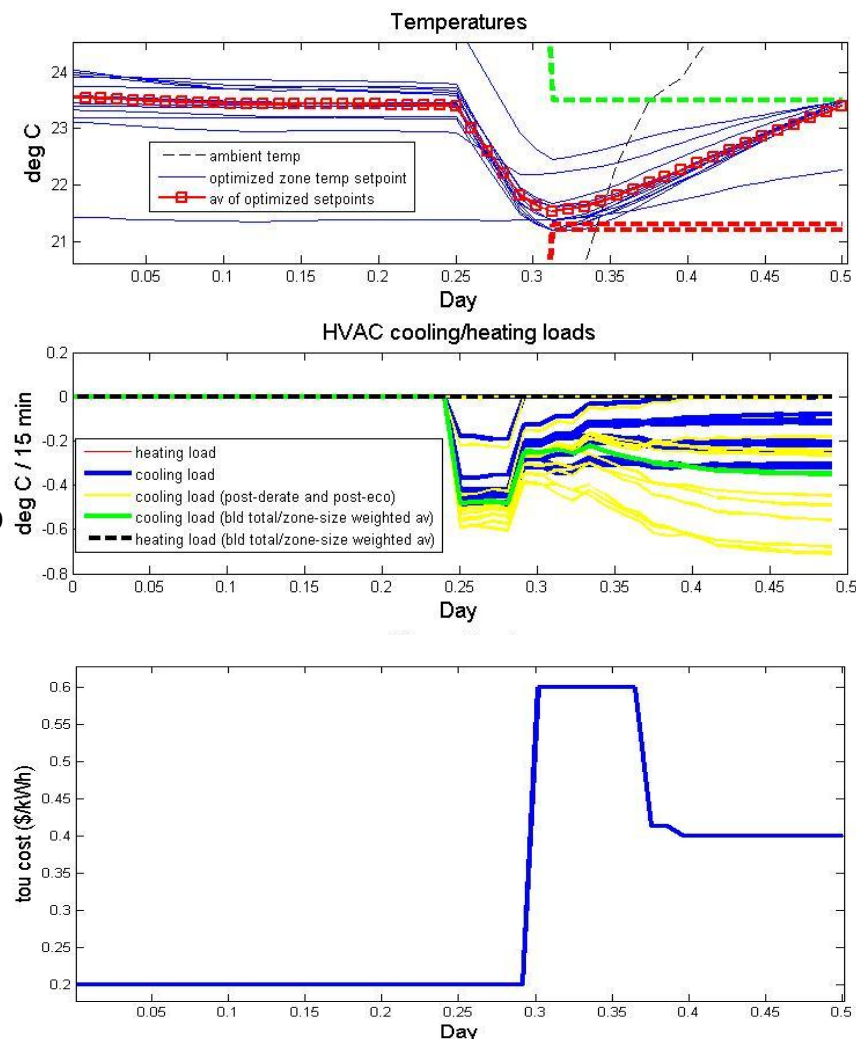 Temperatures
24
23
22
21
deg C
ambient temp
optimized zone temp setpoint
av of optimized setpoints
0.05 0.1 0.15 0.2 0.25 0.3 0.35 0.4 0.45 0.5
Day
HVAC cooling/heating loads
0.2
0
-0.2
-0.4
-0.6
-0.8
deg C / 15 min
heating load
cooling load
cooling load (post-derate and post-eco)
cooling load (bld total/zone-size weighted av)
heating load (bld total/zone-size weighted av)
0 0.05 0.1 0.15 0.2 0.25 0.3 0.35 0.4 0.45 0.5
Day
0.6
0.55
0.5
0.45
0.4
0.35
0.3
0.25
0.2
tou cost ($/kWh)
0.05 0.1 0.15 0.2 0.25 0.3 0.35 0.4 0.45 0.5
Day